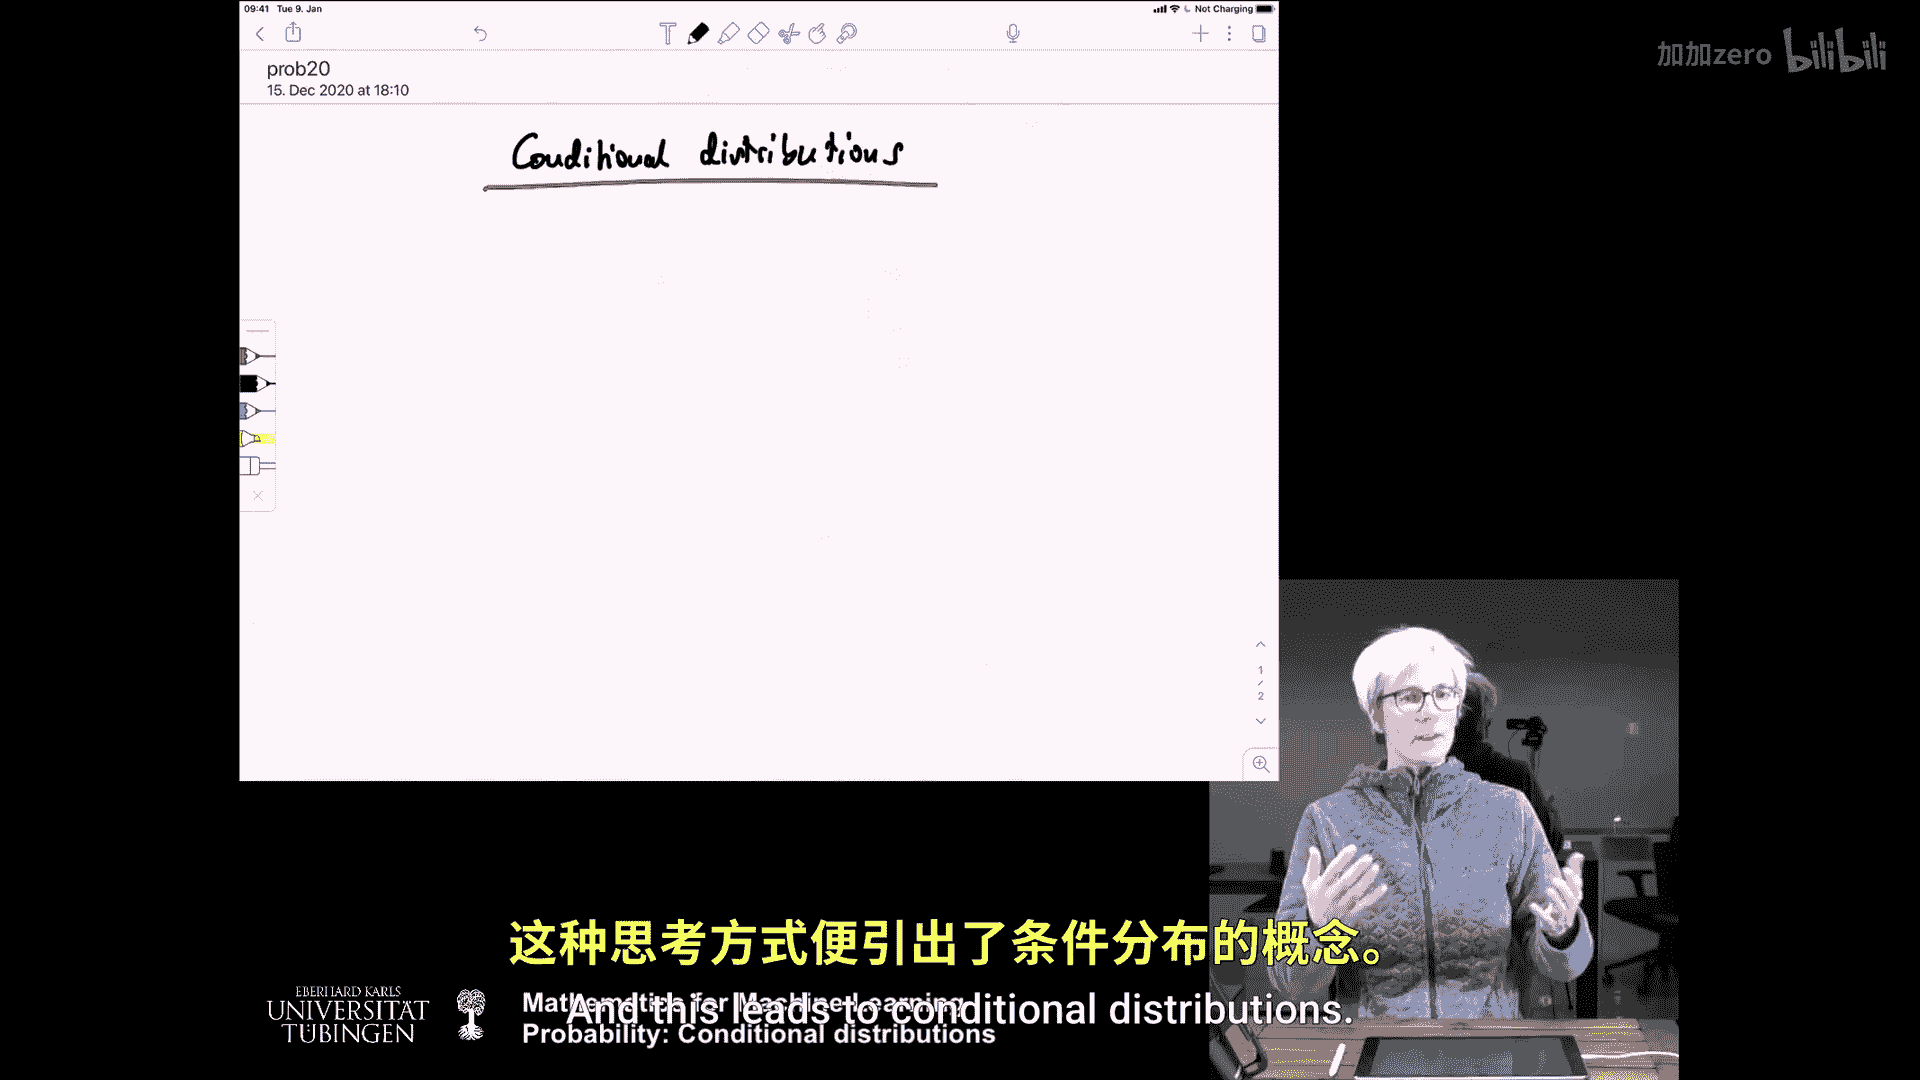 09:41 Tue 9. Jan
Not Charging
加加zero bilibili
prob20
15. Dec 2020 at 18:10
Conditional distributions
1
/
2
这种思考方式便引出了条件分布的概念。
And this leads to conditional distributions.
EBERHARD KARLS
UNIVERSITÄT
TÜBINGEN
Mathematics for Machine Learning
Probability: Conditional distributions